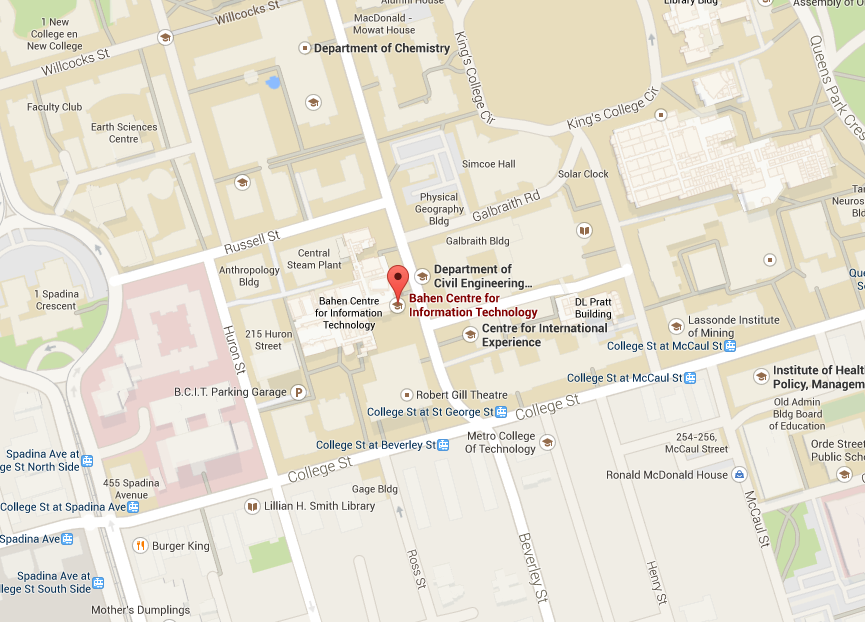 Alumni House
Library Bldg
Assembly of
1 New
College en
New College
Willcocks St
MacDonald -
Mowat House
Department of Chemistry
Willcocks St
King's College Cir
Queens Park Cres
Faculty Club
Earth Sciences
Centre
King's College Cir
Simcoe Hall
Solar Clock
Physical
Geography
Bldg
Galbraith Rd
Russell St
Galbraith Bldg
Central
Steam Plant
Anthropology
Bldg
Department of
Civil Engineering...
1 Spadina
Crescent
Bahen Centre
for Information
Technology
Bahen Centre for
Information Technology
DL Pratt
Building
Centre for International
Experience
Lassonde Institute
of Mining
215 Huron
Street
Huron St
College St at McCaul St
College St at McCaul St
Institute of Healt
Policy, Managem
B.C.I.T. Parking Garage
P
Robert Gill Theatre
College St at St George St
College St
Old Admin
Bldg Board
of Education
College St at Beverley St
Metro College
Of Technology
254-256,
McCaul Street
Orde Street
Public Sch
Spadina Ave at
ge St North Side
College St
Ronald McDonald House
455 Spadina
Avenue
Gage Bldg
College St at Spadina Ave
Lillian H. Smith Library
McCaul St
Spadina Ave
Burger King
Beverley St
Ross St
Henry St
Spadina Ave at
llege St South Side
Mother's Dumplings